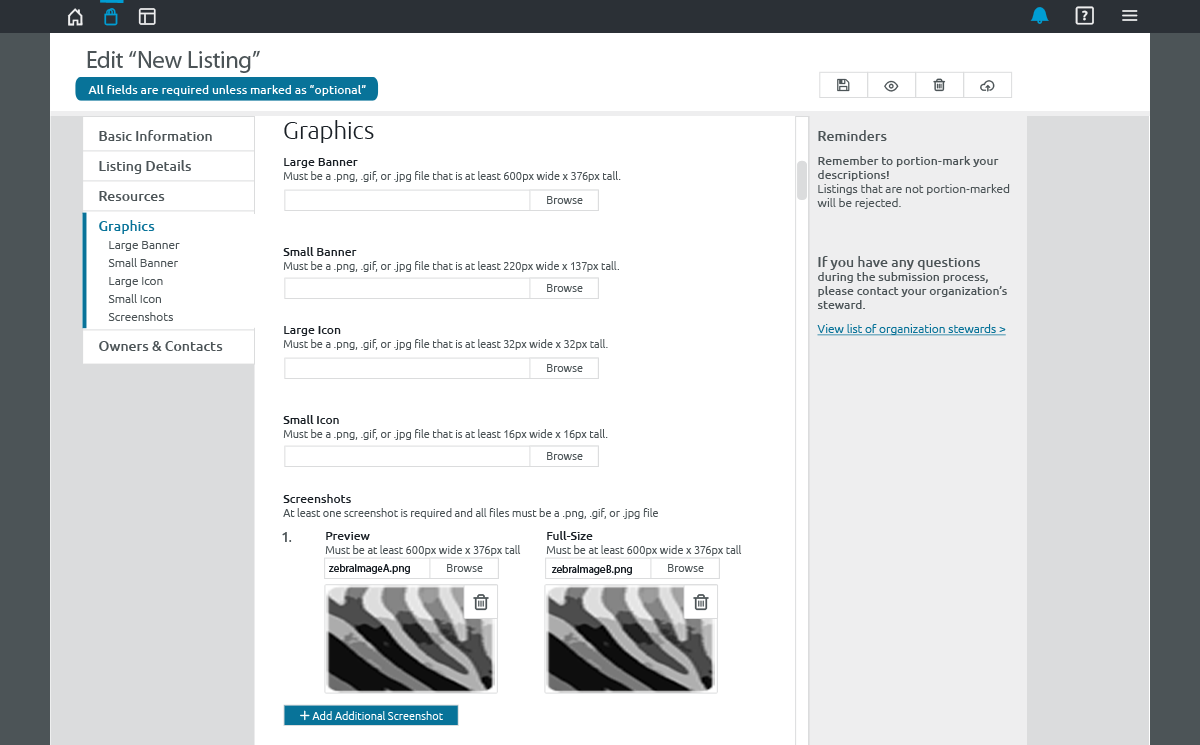 ?
Edit “New Listing”
All fields are required unless marked as “optional”
Basic Information
Listing Details
Resources
Graphics
Large Banner
Small Banner
Large Icon
Small Icon
Screenshots
Owners & Contacts
Graphics
Large Banner
Must be a .png, .gif, or .jpg file that is at least 600px wide x 376px tall.
Browse
Small Banner
Must be a .png, .gif, or .jpg file that is at least 220px wide x 137px tall.
Browse
Large Icon
Must be a .png, .gif, or .jpg file that is at least 32px wide x 32px tall.
Browse
Small Icon
Must be a .png, .gif, or .jpg file that is at least 16px wide x 16px tall.
Browse
Screenshots
At least one screenshot is required and all files must be a .png, .gif, or .jpg file
1.
Preview
Must be at least 600px wide x 376px tall
zebraImageA.png Browse
Full-Size
Must be at least 600px wide x 376px tall
zebraImageB.png Browse
+ Add Additional Screenshot
Reminders
Remember to portion-mark your
descriptions!
Listings that are not portion-marked
will be rejected.
If you have any questions
during the submission process,
please contact your organization’s
steward.
View list of organization stewards >